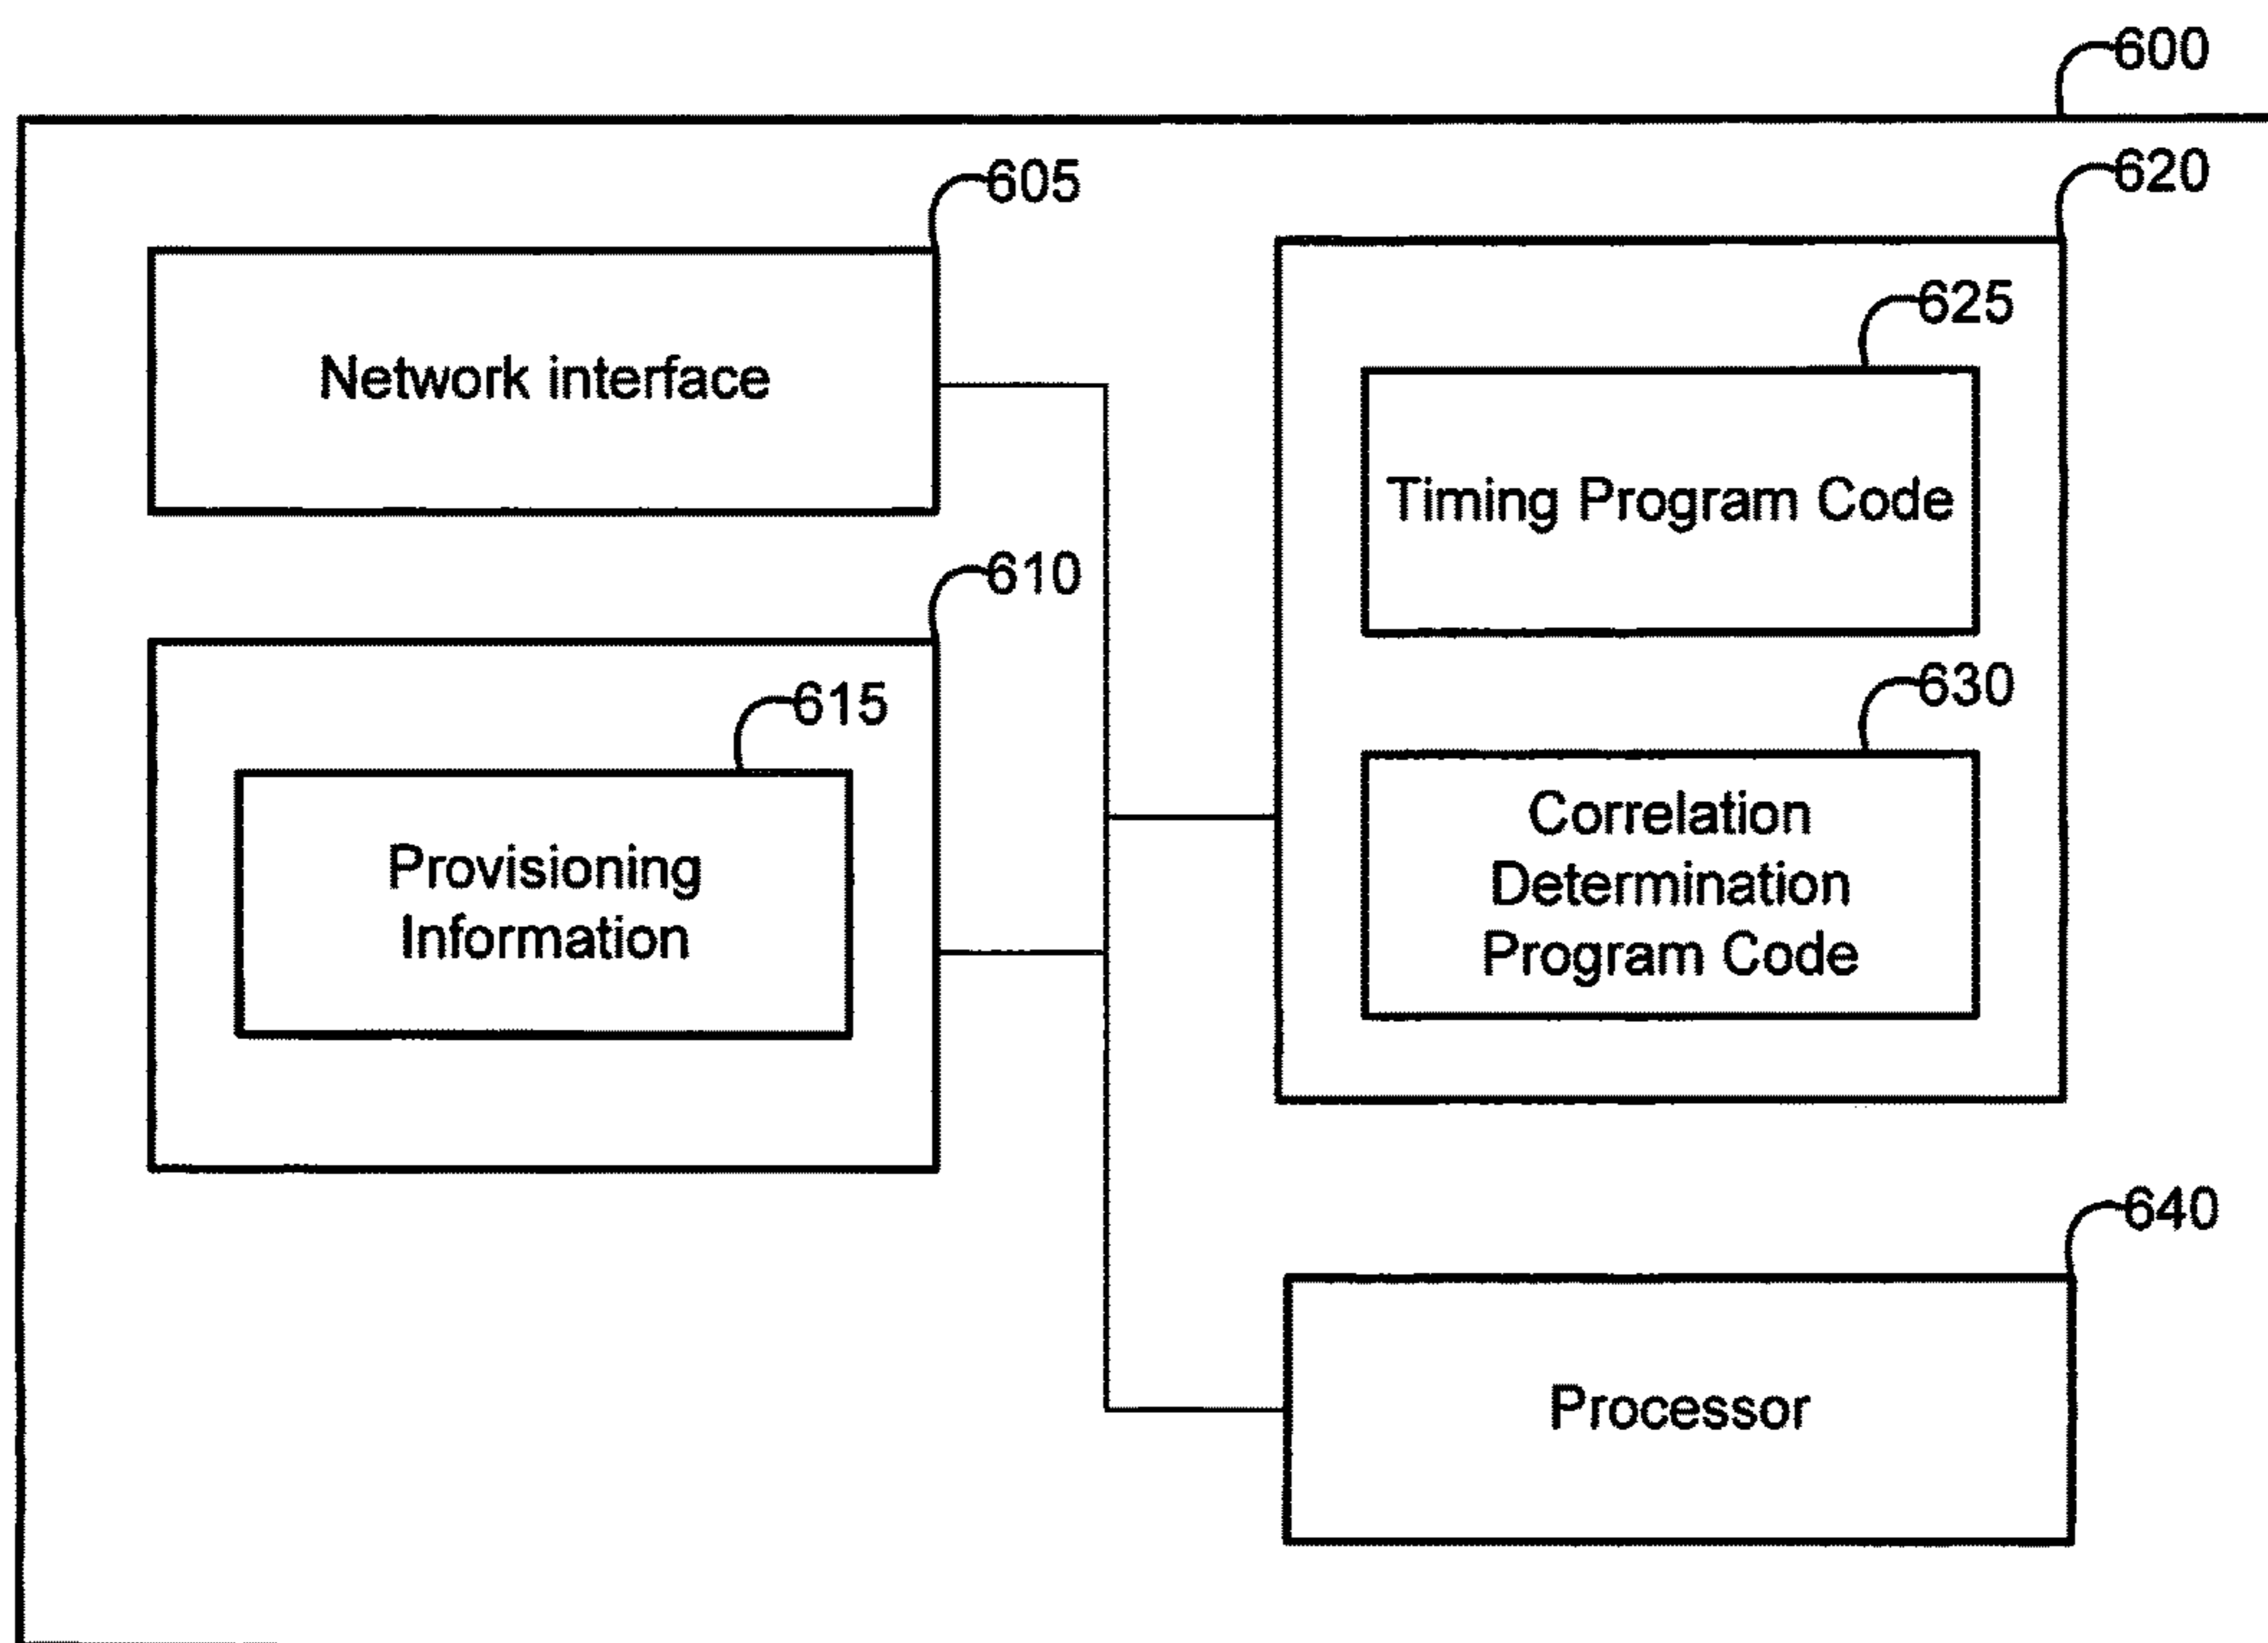 600
605
620
Network interface
625
Timing Program Code
610
615
630
Provisioning
Information
Correlation
Determination
Program Code
640
Processor